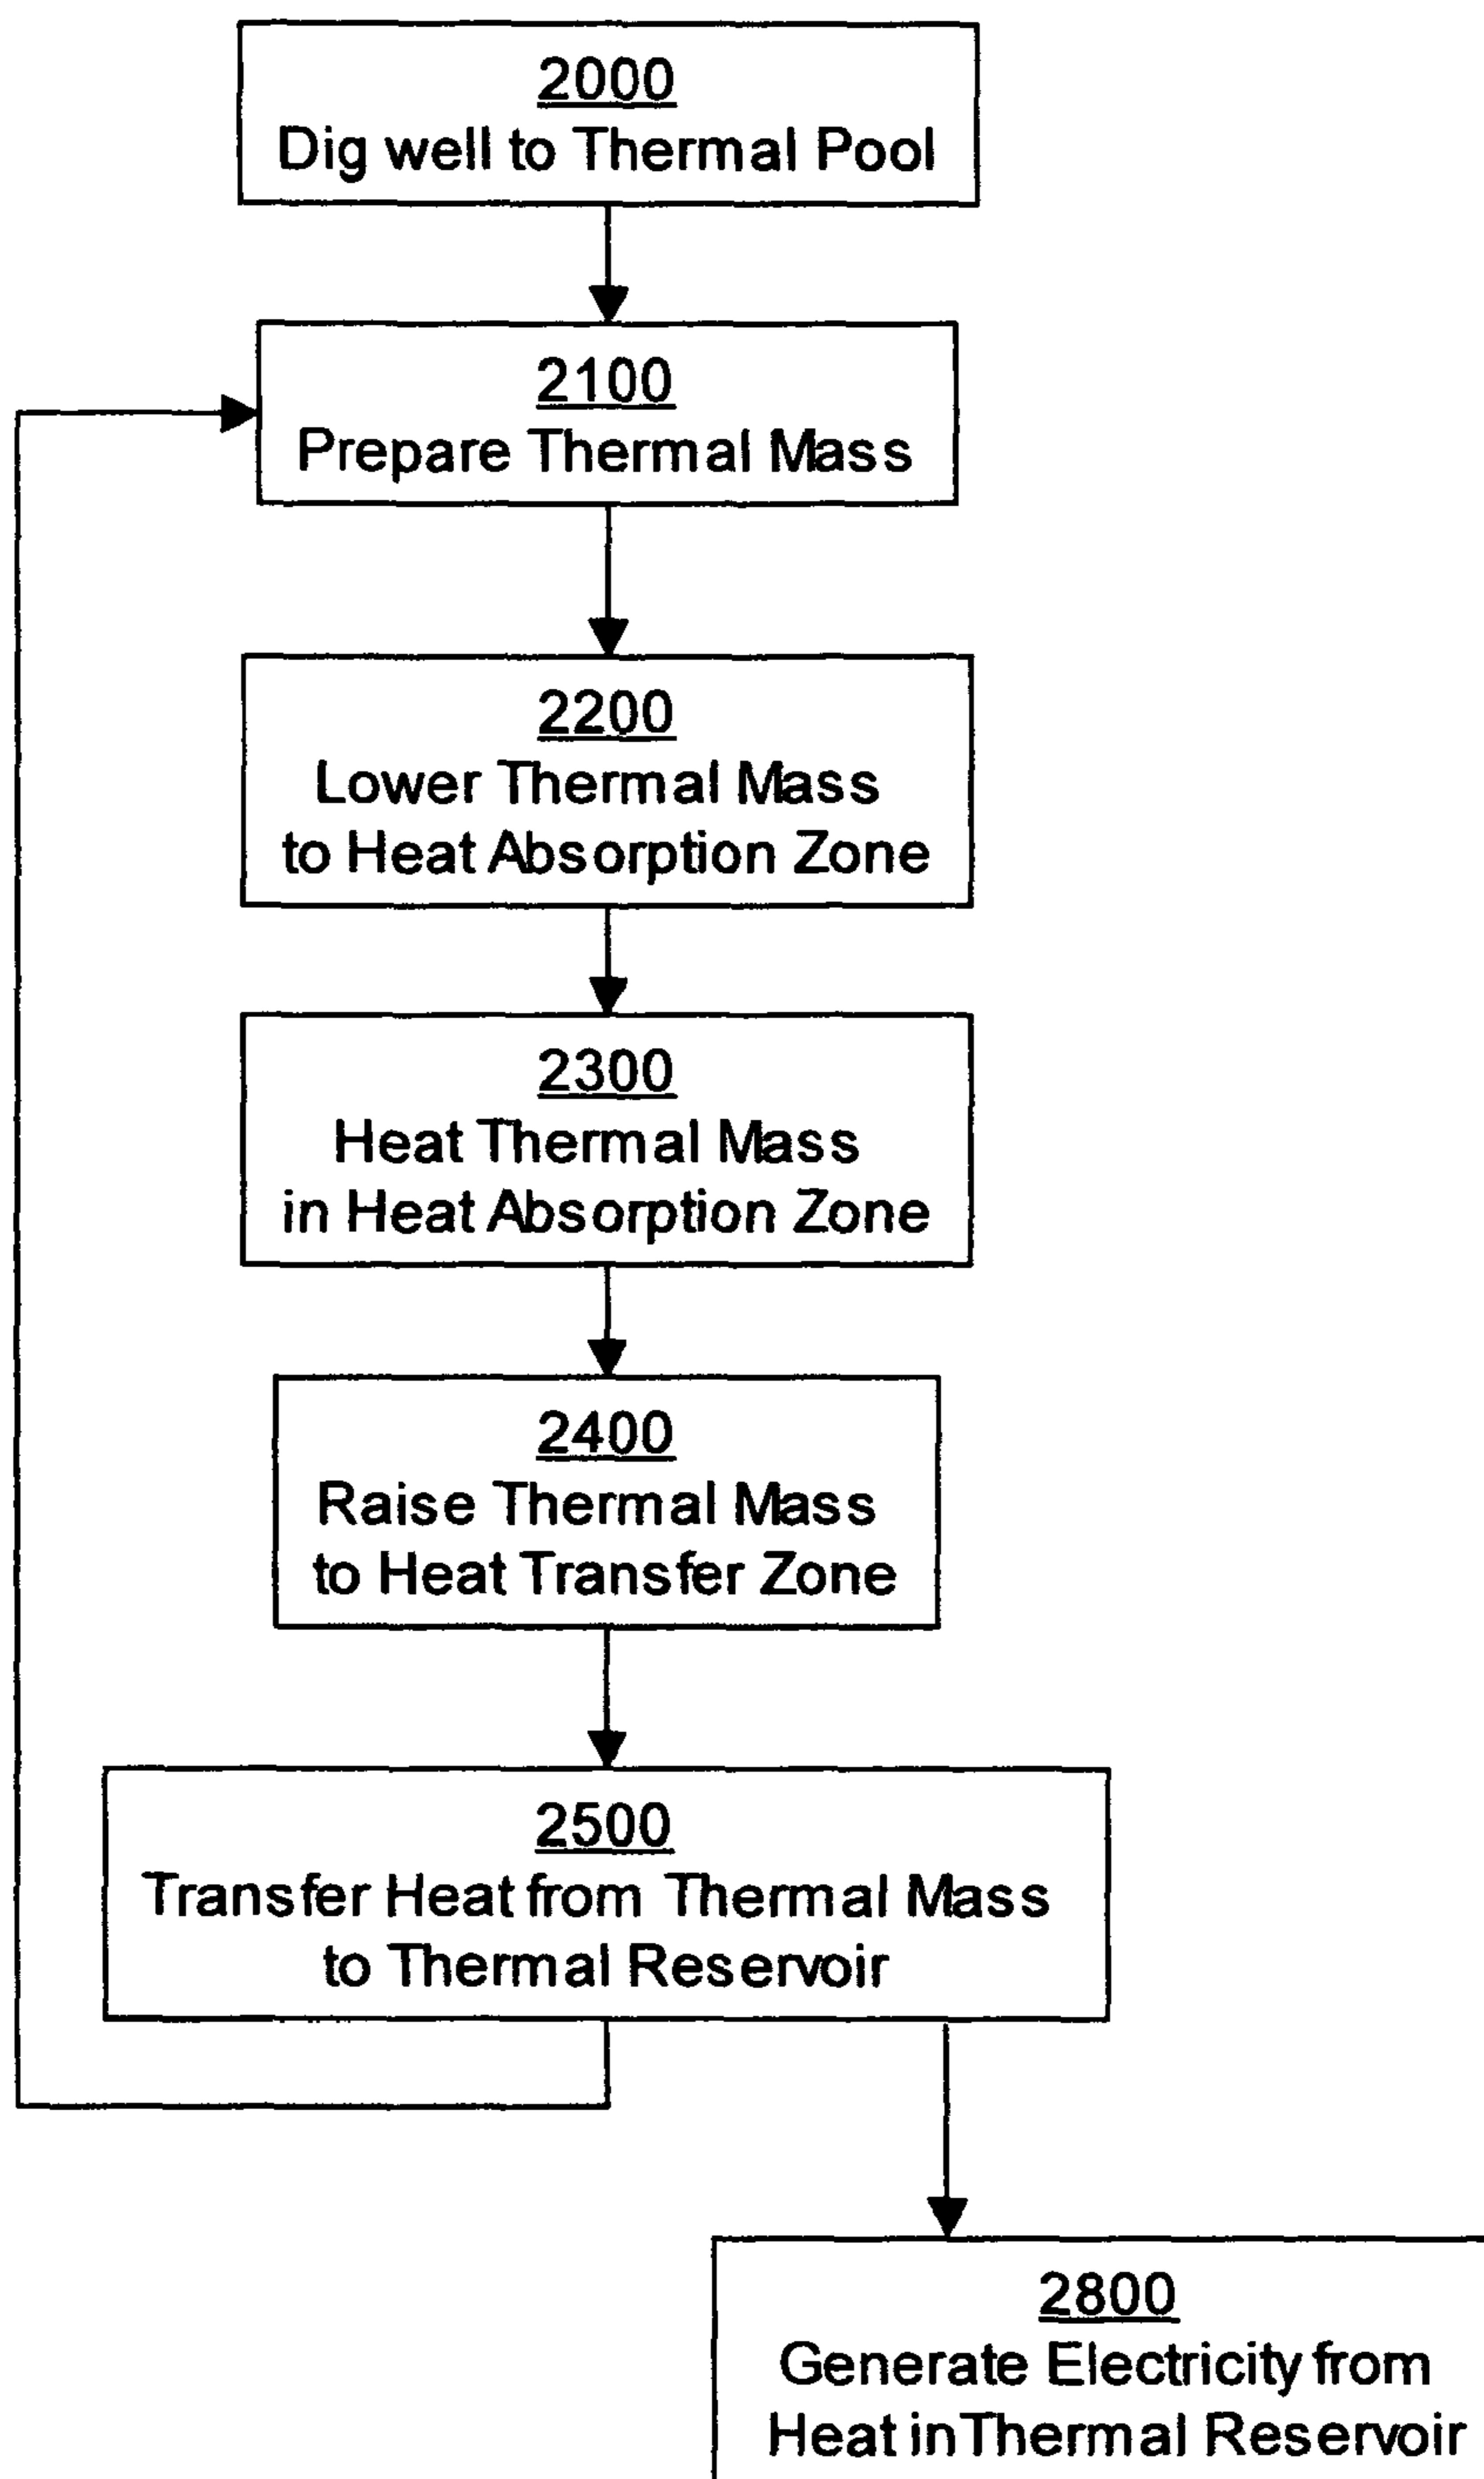 2000
Dig well to Thermal Pool
2100
Prepare Thermal Mass
2200
Lower Thermal Mass
to Heat Absorption Zone
2300
Heat Thermal Mass
in Heat Absorption Zone
2400
Raise Thermal Mass
to Heat Transfer Zone
2500
Transfer Heat from Thermal Mass
to Thermal Reservoir
2800
Generate Electricity from
Heat in Thermal Reservoir